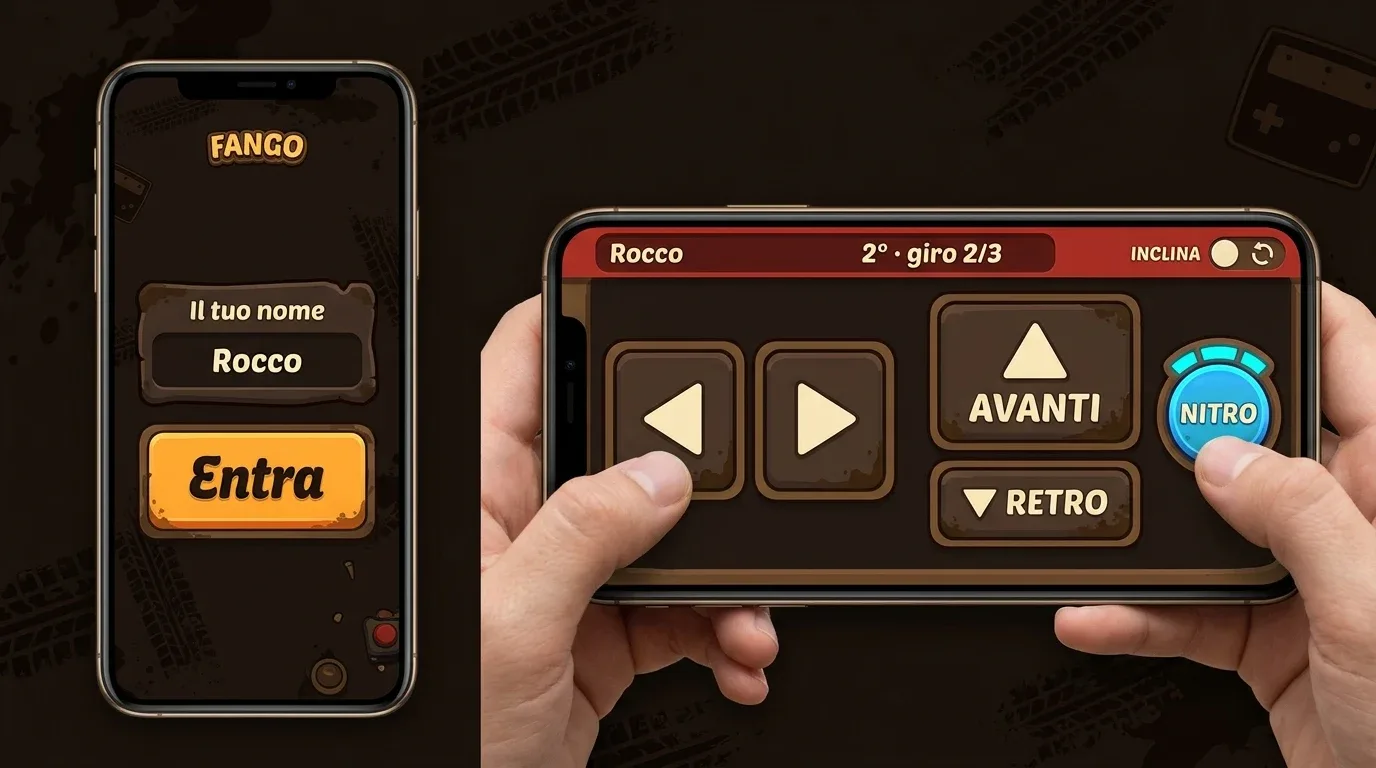 FANGO
Il tuo nome
Rocco
Entra
Rocco
2° · giro 2/3
INCLINA
AVANTI
RETRO
NITRO